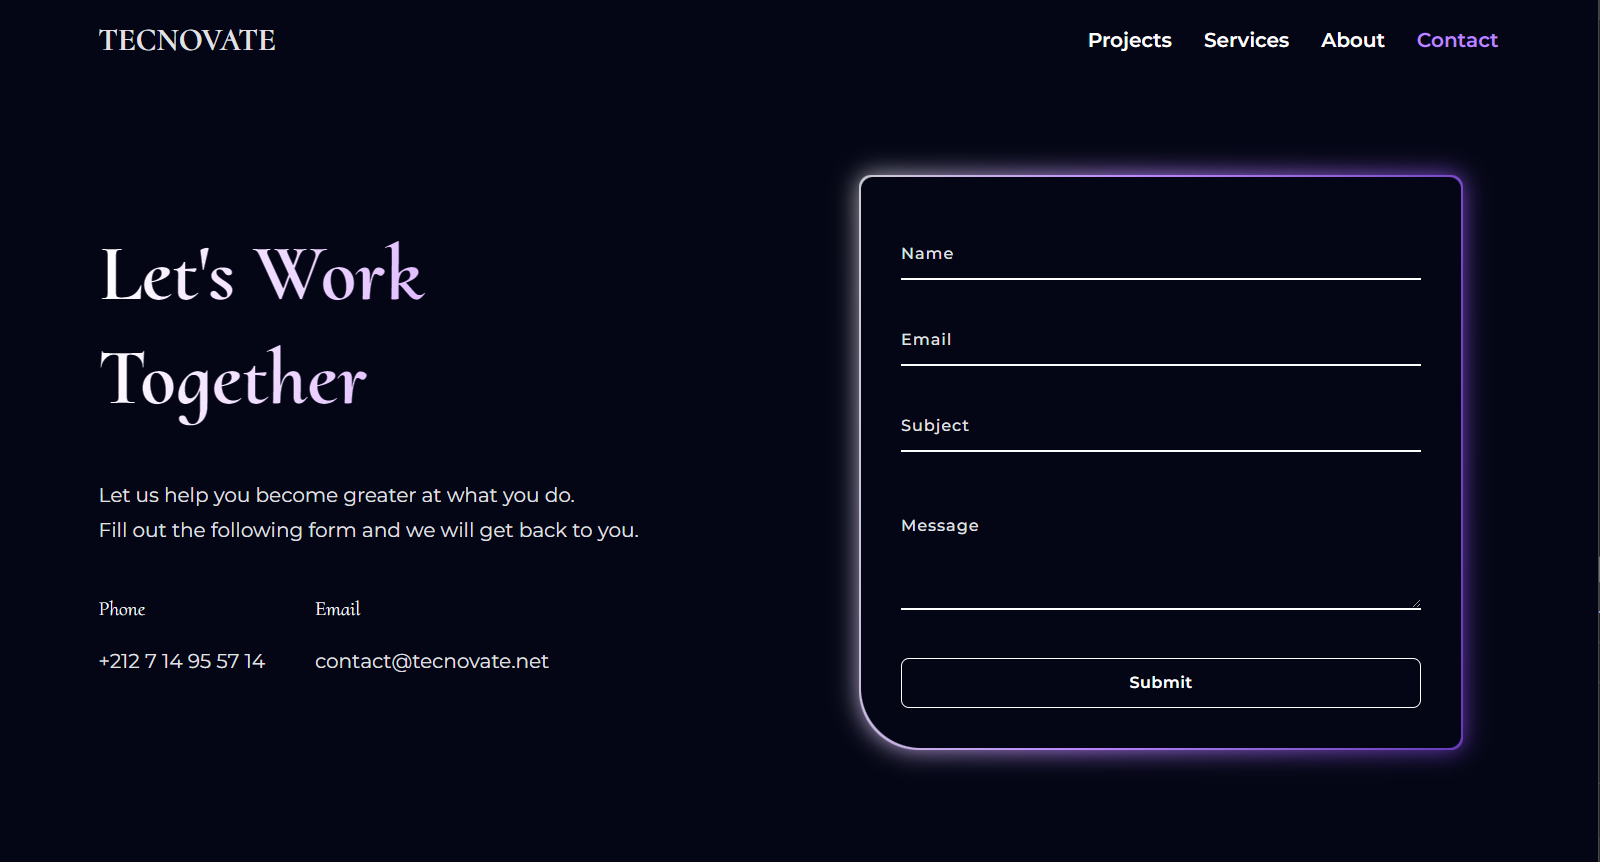 TECNOVATE
Projects Services About Contact
Let's Work
Together
Let us help you become greater at what you do.
Fill out the following form and we will get back to you.
Phone
+212 7 14 95 57 14
Email
contact@tecnovate.net
Name
Email
Subject
Message
Submit